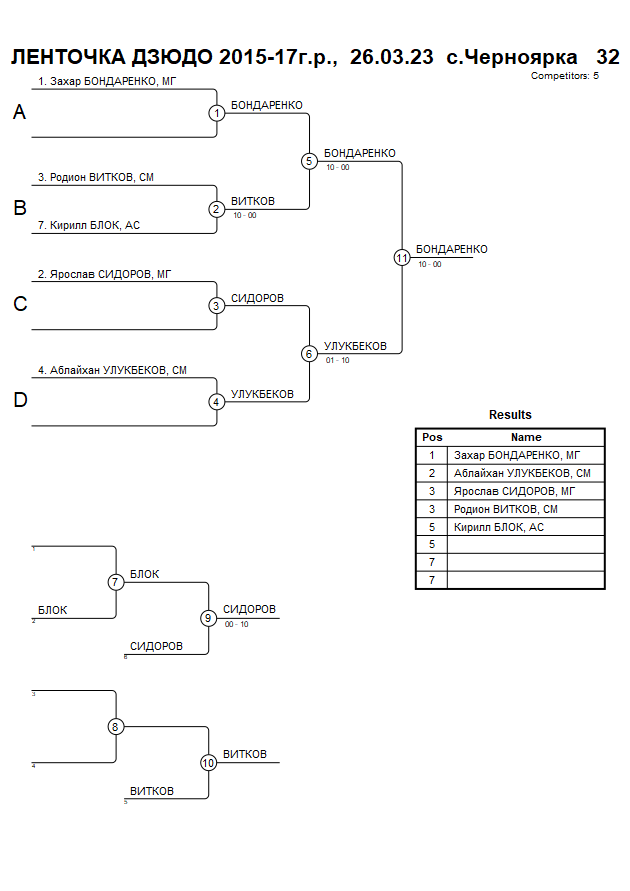 ЛЕНТОЧКА ДЗЮДО 2015-17г.р., 26.03.23 с.Черноярка 32
Competitors: 5
1. Захар БОНДАРЕНКО, МГ
A
1
БОНДАРЕНКО
5
БОНДАРЕНКО
10 - 00
3. Родион ВИТКОВ, СМ
B
2
ВИТКОВ
10 - 00
7. Кирилл БЛОК, АС
11
БОНДАРЕНКО
10 - 00
2. Ярослав СИДОРОВ, МГ
C
3
СИДОРОВ
6
УЛУКБЕКОВ
01 - 10
4. Аблайхан УЛУКБЕКОВ, СМ
D
4
УЛУКБЕКОВ
Results
Pos Name
1 Захар БОНДАРЕНКО, МГ
2 Аблайхан УЛУКБЕКОВ, СМ
3 Ярослав СИДОРОВ, МГ
3 Родион ВИТКОВ, СМ
5 Кирилл БЛОК, АС
5
7
7
1
7
БЛОК
БЛОК
2
9
СИДОРОВ
00 - 10
СИДОРОВ
6
3
8
4
10
ВИТКОВ
ВИТКОВ
5